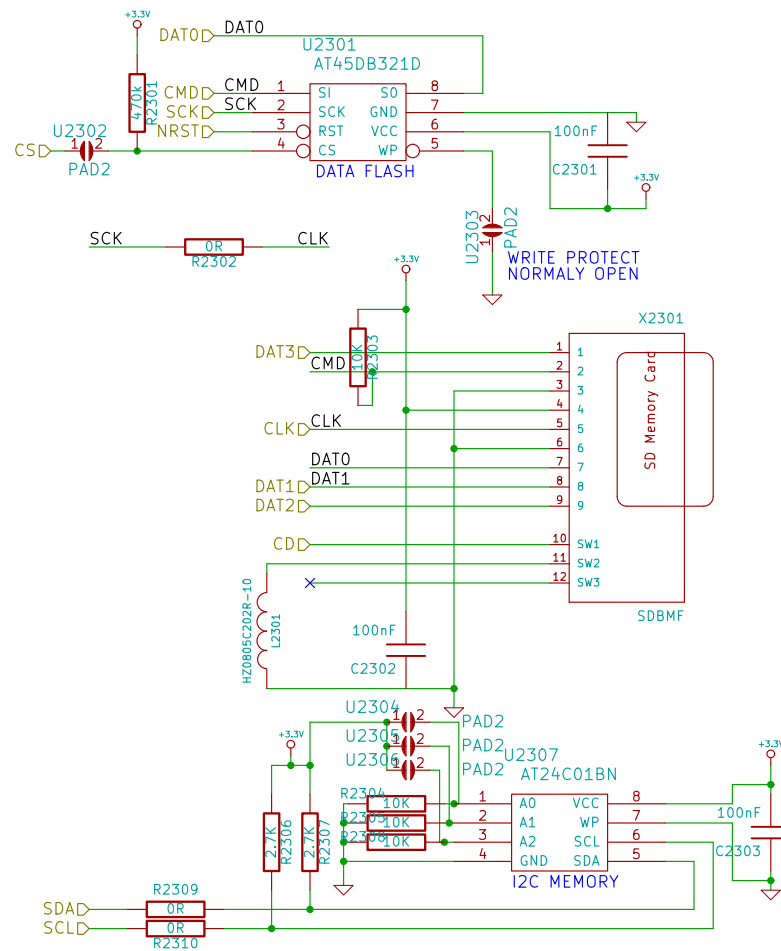 +3.3V
DAT0 DAT0
U2301
AT45DB321D
470k
R2301
CMD CMD 1 SI SO 8
SCK SCK 2 SCK GND 7
NRST 3 RST VCC 6
CS U2302 1 2 PAD2 4 CS WP 5
DATA FLASH
100nF
C2301
+3.3V
U2303
1 2
PAD2
WRITE PROTECT
NORMALY OPEN
SCK 0R CLK
R2302
+3.3V
10K
R2303
X2301
SD Memory Card
DAT3 1 1
CMD 2 2
3 3
4 4
CLK CLK 5 5
6 6
DAT0 7 7
DAT1 DAT1 8 8
DAT2 9 9
CD 10 SW1
11 SW2
12 SW3
SDBMF
HZ0805C202R-10
L2301
100nF
C2302
U2304 1 2 PAD2
U2305 1 2 PAD2
U2306 1 2 PAD2
+3.3V
U2307
AT24C01BN
+3.3V
R2304 10K 1 A0 VCC 8
R2305 10K 2 A1 WP 7
R2308 10K 3 A2 SCL 6
4 GND SDA 5
I2C MEMORY
100nF
C2303
2.7K
R2306
2.7K
R2307
R2309
SDA 0R
SCL 0R
R2310